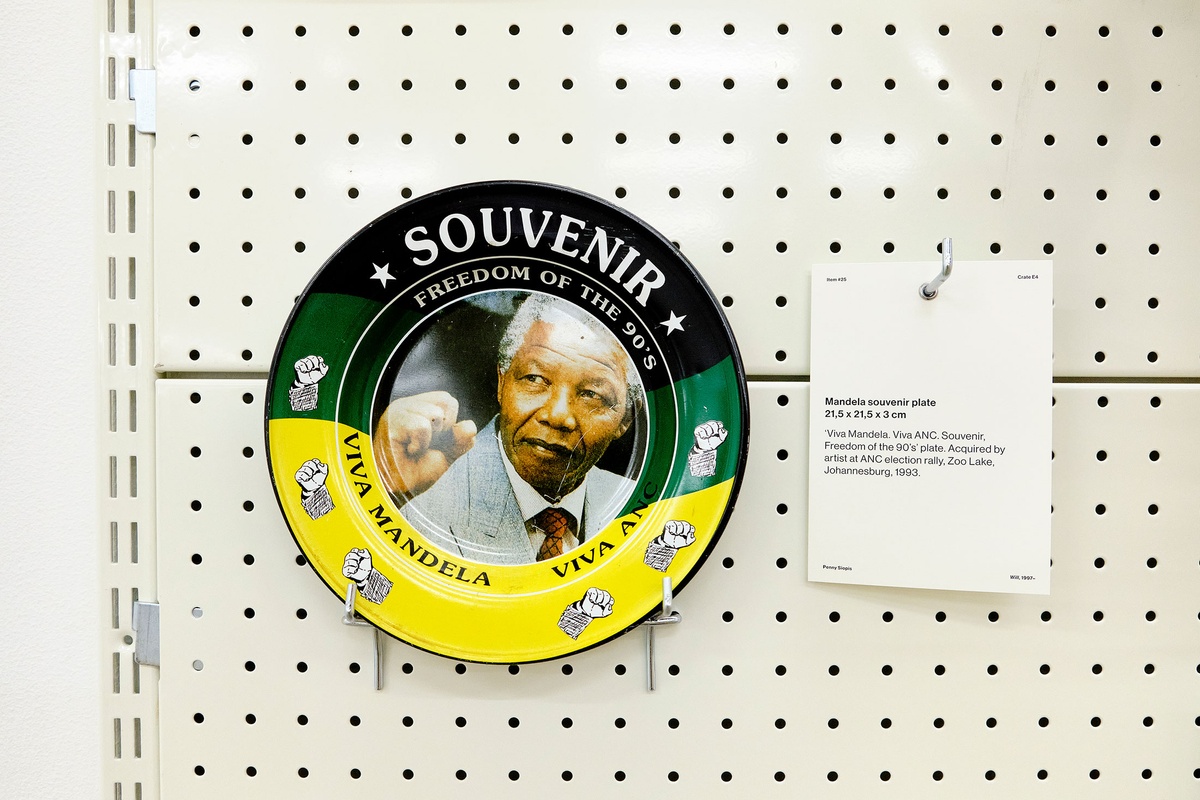 SOUVENIR
FREEDOM OF THE 90'S
VIVA MANDELA
VIVA ANC
Item #25
Crate E4
Mandela souvenir plate
21,5 x 21,5 x 3 cm
'Viva Mandela. Viva ANC. Souvenir,
Freedom of the 90's' plate. Acquired by
artist at ANC election rally, Zoo Lake,
Johannesburg, 1993.
Penny Siopis
Will, 1997–